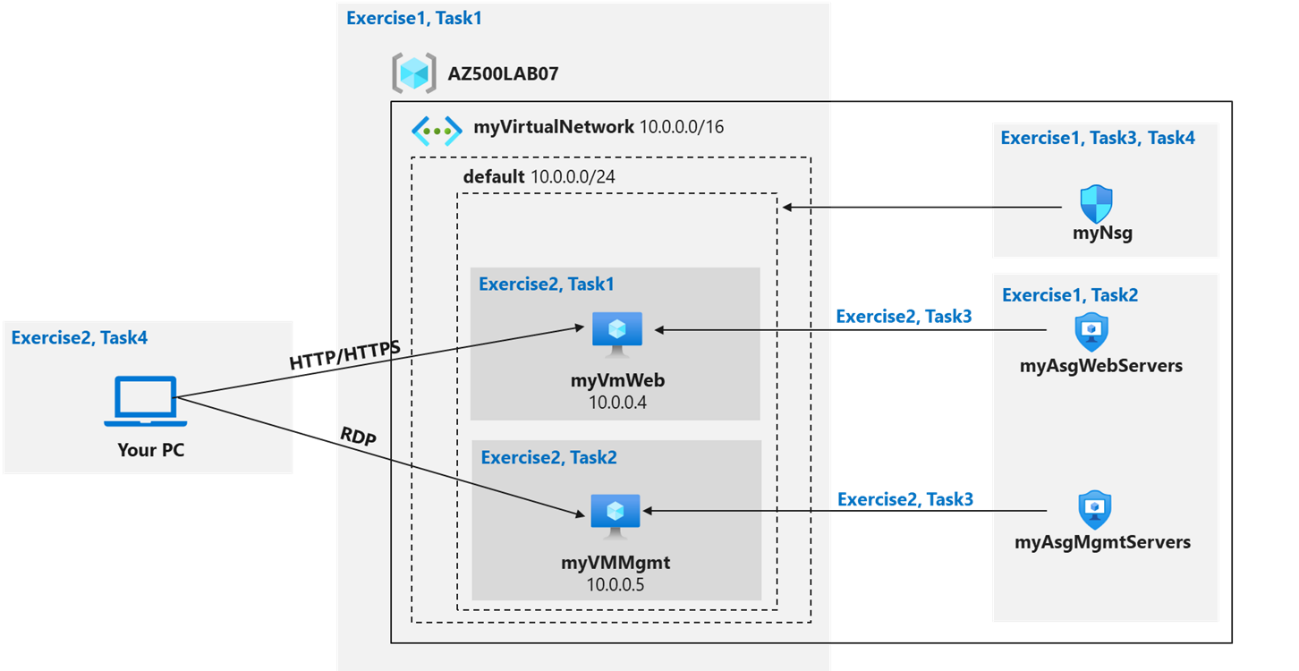 Exercise1, Task1
AZ500LAB07
myVirtualNetwork 10.0.0.0/16
Exercise1, Task3, Task4
default 10.0.0.0/24
myNsg
Exercise2, Task1
Exercise1, Task2
Exercise2, Task3
Exercise2, Task4
HTTP/HTTPS
myAsgWebServers
myVmWeb
10.0.0.4
RDP
Your PC
Exercise2, Task2
Exercise2, Task3
myAsgMgmtServers
myVMMgmt
10.0.0.5